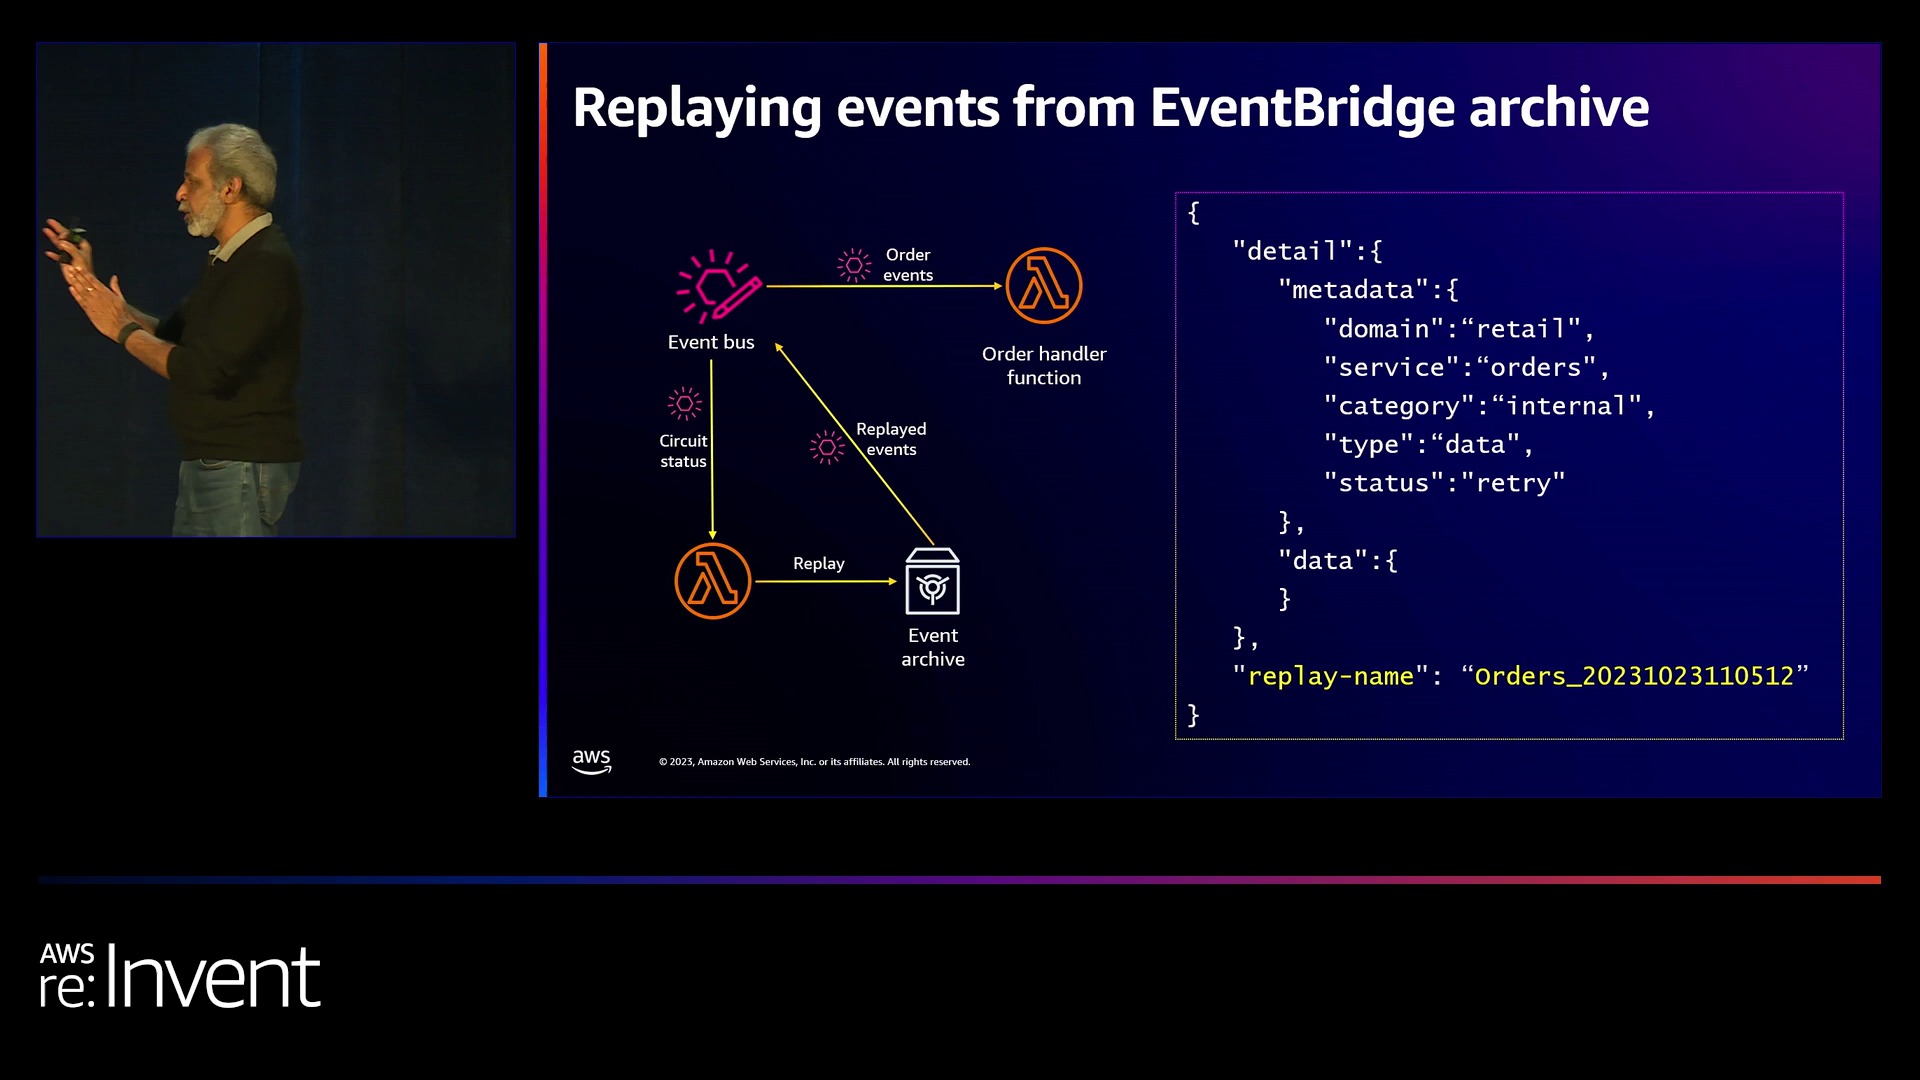 Replaying events from EventBridge archive
Order
events
Event bus
Order handler
function
Circuit
status
Replayed
events
Replay
Event
archive
{
"detail":{
"metadata":{
"domain":“retail",
"service":“orders",
"category":“internal",
"type":“data",
"status":"retry"
},
"data":{
}
},
"replay-name": “Orders_20231023110512”
}
aws
© 2023, Amazon Web Services, Inc. or its affiliates. All rights reserved.
AWS
re:Invent